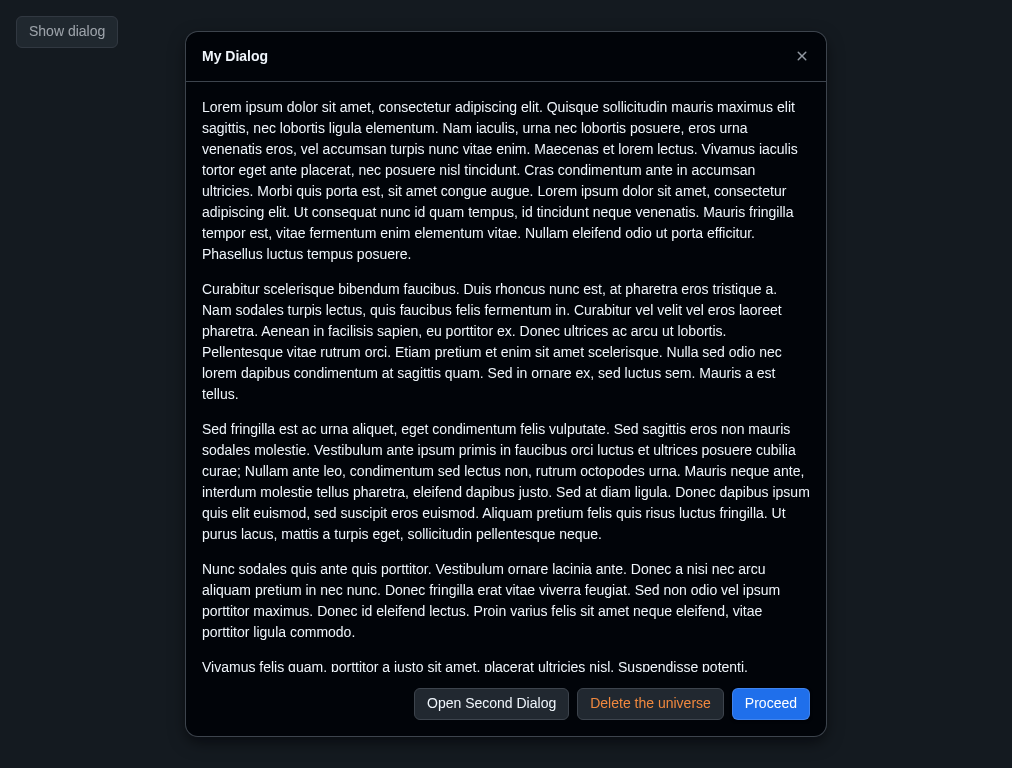 Show dialog
My Dialog
Lorem ipsum dolor sit amet, consectetur adipiscing elit. Quisque sollicitudin mauris maximus elit
sagittis, nec lobortis ligula elementum. Nam iaculis, urna nec lobortis posuere, eros urna
venenatis eros, vel accumsan turpis nunc vitae enim. Maecenas et lorem lectus. Vivamus iaculis
tortor eget ante placerat, nec posuere nisl tincidunt. Cras condimentum ante in accumsan
ultricies. Morbi quis porta est, sit amet congue augue. Lorem ipsum dolor sit amet, consectetur
adipiscing elit. Ut consequat nunc id quam tempus, id tincidunt neque venenatis. Mauris fringilla
tempor est, vitae fermentum enim elementum vitae. Nullam eleifend odio ut porta efficitur.
Phasellus luctus tempus posuere.
Curabitur scelerisque bibendum faucibus. Duis rhoncus nunc est, at pharetra eros tristique a.
Nam sodales turpis lectus, quis faucibus felis fermentum in. Curabitur vel velit vel eros laoreet
pharetra. Aenean in facilisis sapien, eu porttitor ex. Donec ultrices ac arcu ut lobortis.
Pellentesque vitae rutrum orci. Etiam pretium et enim sit amet scelerisque. Nulla sed odio nec
lorem dapibus condimentum at sagittis quam. Sed in ornare ex, sed luctus sem. Mauris a est
tellus.
Sed fringilla est ac urna aliquet, eget condimentum felis vulputate. Sed sagittis eros non mauris
sodales molestie. Vestibulum ante ipsum primis in faucibus orci luctus et ultrices posuere cubilia
curae; Nullam ante leo, condimentum sed lectus non, rutrum octopodes urna. Mauris neque ante,
interdum molestie tellus pharetra, eleifend dapibus justo. Sed at diam ligula. Donec dapibus ipsum
quis elit euismod, sed suscipit eros euismod. Aliquam pretium felis quis risus luctus fringilla. Ut
purus lacus, mattis a turpis eget, sollicitudin pellentesque neque.
Nunc sodales quis ante quis porttitor. Vestibulum ornare lacinia ante. Donec a nisi nec arcu
aliquam pretium in nec nunc. Donec fringilla erat vitae viverra feugiat. Sed non odio vel ipsum
porttitor maximus. Donec id eleifend lectus. Proin varius felis sit amet neque eleifend, vitae
porttitor ligula commodo.
Vivamus felis quam, porttitor a justo sit amet, placerat ultricies nisl. Suspendisse potenti.
Open Second Dialog
Delete the universe
Proceed